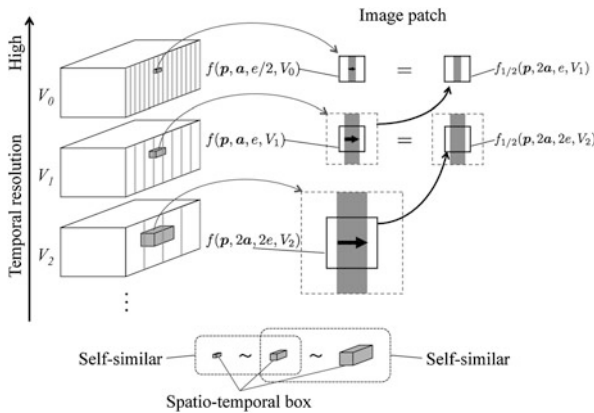 Image patch
High
Temporal resolution
V0
f(p, a, e/2, V0)
=
f1/2(p, 2a, e, V1)
V1
f(p, a, e, V1)
=
f1/2(p, 2a, 2e, V2)
V2
f(p, 2a, 2e, V2)
⋮
Self-similar
~
~
Self-similar
Spatio-temporal box